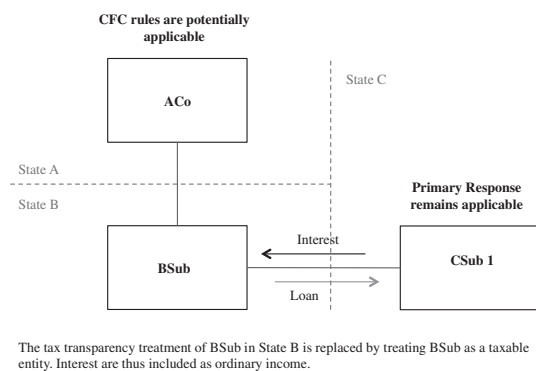 CFC rules are potentially
applicable
State C
ACo
State A
State B
Primary Response
remains applicable
Interest
BSub
CSub 1
Loan
The tax transparency treatment of BSub in State B is replaced by treating BSub as a taxable
entity. Interest are thus included as ordinary income.